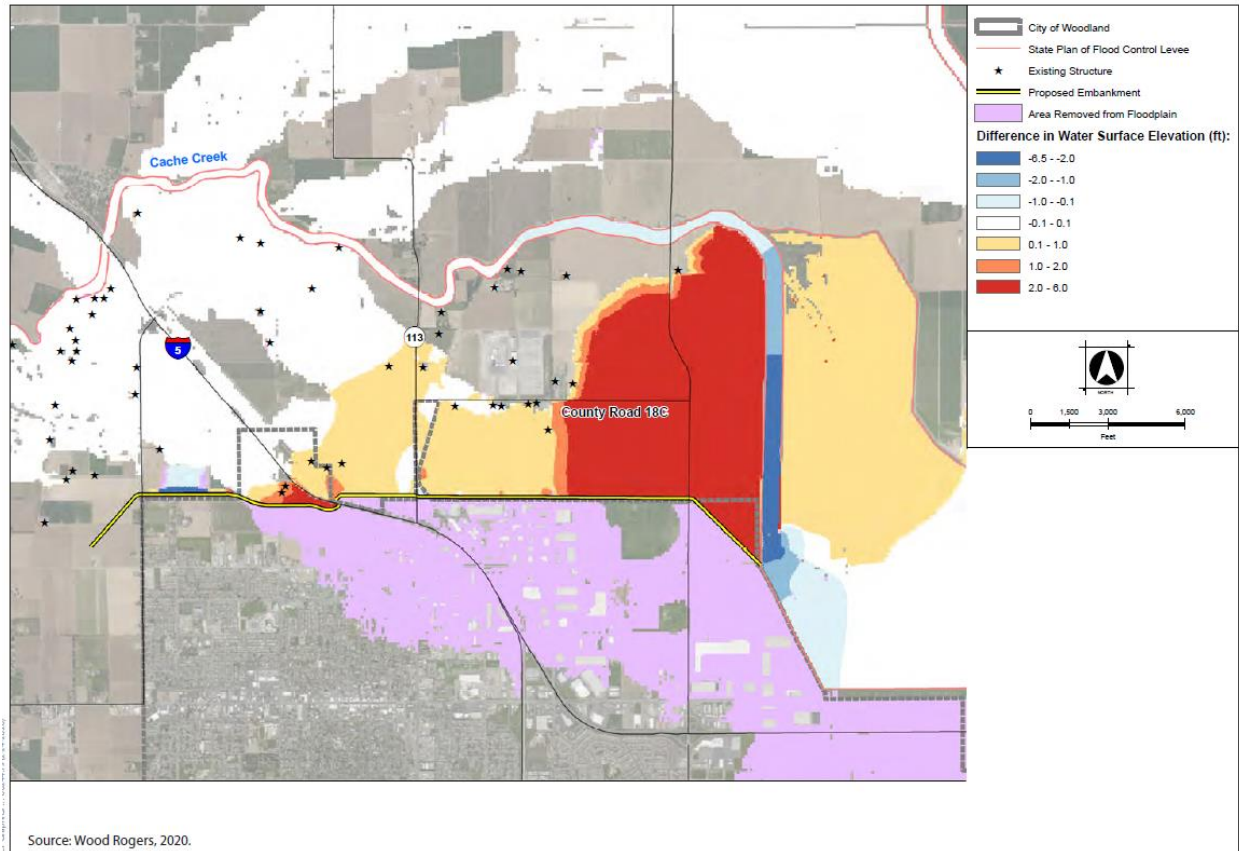 City of Woodland
State Plan of Flood Control Levee
Existing Structure
Proposed Embankment
Area Removed from Floodplain
Difference in Water Surface Elevation (ft):
-6.5 - -2.0
-2.0 - -1.0
-1.0 - -0.1
-0.1 - 0.1
0.1 - 1.0
1.0 - 2.0
2.0 - 6.0
NORTH
0 1,500 3,000 6,000
Feet
Cache Creek
5
113
County Road 18C
Source: Wood Rogers, 2020.